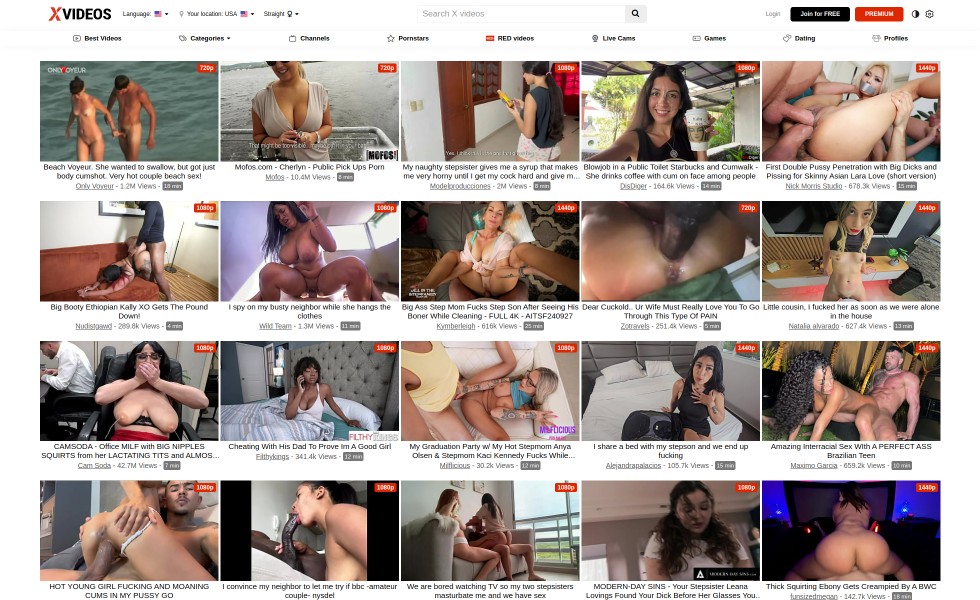 XVIDEOS
Language:
Your location: USA
Straight
Search X videos
Login
Join for FREE
PREMIUM
Best Videos
Categories
Channels
Pornstars
RED videos
Live Cams
Games
Dating
Profiles
720p
720p
1080p
1080p
1440p
MOFOS
Beach Voyeur. She wanted to swallow, but got just
body cumshot. Very hot couple beach sex!
Only Voyeur - 1.2M Views - 18 min
Mofos.com - Cherlyn - Public Pick Ups Porn
Mofos - 10.4M Views - 8 min
My naughty stepsister gives me a syrup that makes
me very horny until I get my cock hard and give m...
Modelproducciones - 2M Views - 8 min
Blowjob in a Public Toilet Starbucks and Cumwalk -
She drinks coffee with cum on face among people
DisDiger - 164.6k Views - 14 min
First Double Pussy Penetration with Big Dicks and
Pissing for Skinny Asian Lara Love (short version)
Nick Morris Studio - 678.3k Views - 15 min
1080p
1080p
1440p
720p
1440p
Big Booty Ethiopian Kally XO Gets The Pound
Down!
Nudistgawd - 289.8k Views - 4 min
I spy on my busty neighbor while she hangs the
clothes
Wild Team - 1.3M Views - 11 min
Big Ass Step Mom Fucks Step Son After Seeing His
Boner While Cleaning! - FULL 4K - AITSF240927
Kymberleigh - 616k Views - 25 min
Dear Cuckold.. Ur Wife Must Really Love You To Go
Through This Type Of PAIN
Zotravels - 251.4k Views - 5 min
Little cousin, I fucked her as soon as we were alone
in the house
Natalia alvarado - 627.4k Views - 13 min
1080p
1080p
1080p
1440p
1440p
MILFLICIOUS
CAMSODA - Office MILF with BIG NIPPLES
SQUIRTS from her LACTATING TITS and ALMOS...
Cam Soda - 42.7M Views - 7 min
Cheating With His Dad To Prove Im A Good Girl
Filthykings - 341.4k Views - 12 min
My Graduation Party w/ My Hot Stepmom Anya
Olsen & Stepmom Kaci Kennedy Fucks While...
Milflicious - 30.2k Views - 12 min
I share a bed with my stepson and we end up
fucking
Alejandrapalacios - 105.7k Views - 15 min
Amazing Interracial Sex With A PERFECT ASS
Brazilian Teen
Maximo Garcia - 659.2k Views - 10 min
1080p
1080p
1080p
1080p
1440p
HOT YOUNG GIRL FUCKING AND MOANING
CUMS IN MY PUSSY GO
I convince my neighbor to let me try if bbc -amateur
couple- nysdel
We are bored watching TV so my two stepsisters
masturbate me and we have sex
MODERN-DAY SINS - Your Stepsister Leana
Lovings Found Your Dick Before Her Glasses You..
Thick Squirting Ebony Gets Creampied By A BWC
funsizedmegan - 142.7k Views - 18 min